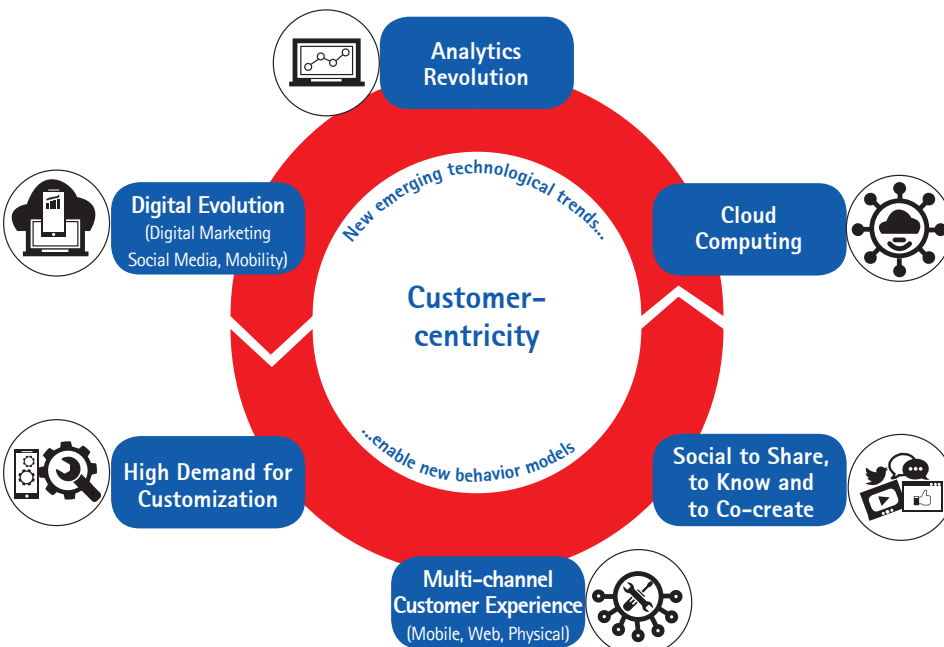 Analytics
Revolution
New emerging technological trends...
Digital Evolution
(Digital Marketing
Social Media, Mobility)
Cloud
Computing
Customer-
centricity
...enable new behavior models
High Demand for
Customization
Social to Share,
to Know and
to Co-create
Multi-channel
Customer Experience
(Mobile, Web, Physical)